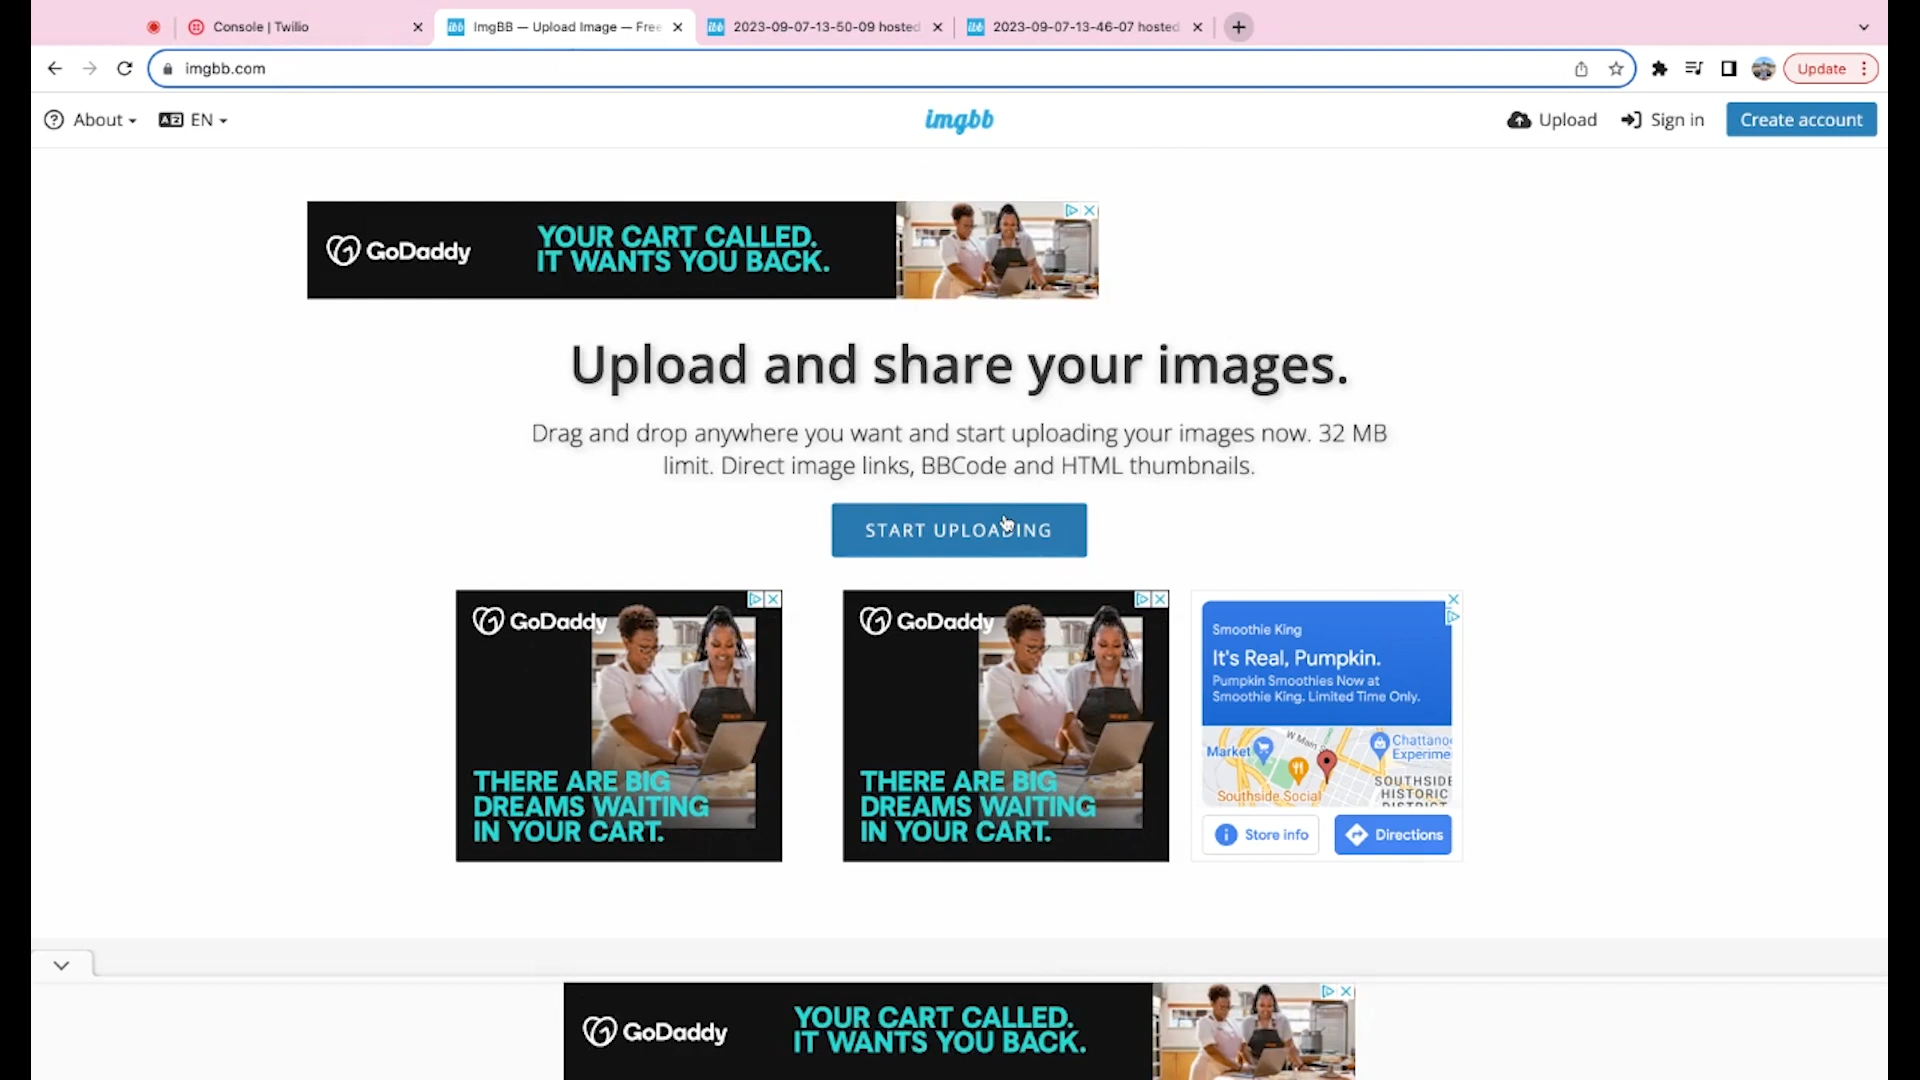 Console | Twilio
ibb ImgBB — Upload Image — Free
ibb 2023-09-07-13-50-09 hosted
ibb 2023-09-07-13-46-07 hosted
imgbb.com
Update
About
EN
imgbb
Upload
Sign in
Create account
GoDaddy
YOUR CART CALLED.
IT WANTS YOU BACK.
Upload and share your images.
Drag and drop anywhere you want and start uploading your images now. 32 MB
limit. Direct image links, BBCode and HTML thumbnails.
START UPLOADING
GoDaddy
THERE ARE BIG
DREAMS WAITING
IN YOUR CART.
GoDaddy
THERE ARE BIG
DREAMS WAITING
IN YOUR CART.
Smoothie King
It's Real, Pumpkin.
Pumpkin Smoothies Now at
Smoothie King. Limited Time Only.
Market
W Main
Chattano
Experime
Southside Social
SOUTHSIDE
HISTORIC
Store info
Directions
GoDaddy
YOUR CART CALLED.
IT WANTS YOU BACK.